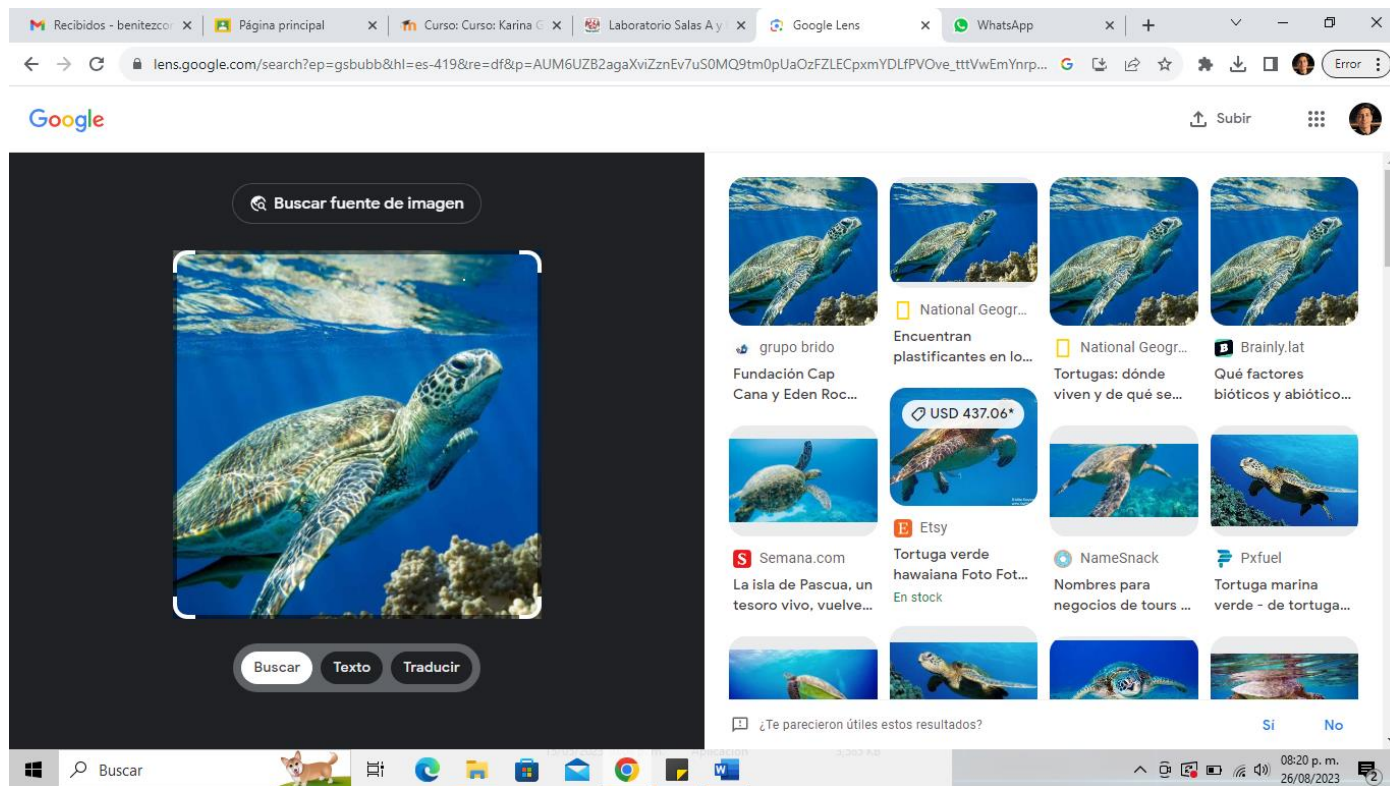 Recibidos - benitezcor
Página principal
Curso: Curso: Karina G
Laboratorio Salas A y
Google Lens
WhatsApp
lens.google.com/search?ep=gsbubb&hl=es-419&re=df&p=AUM6UZB2agaXviZznEv7uS0MQ9tm0pUaOzFZLECpxmYDLfPVOve_tttVwEmYnrp...
Error
Google
Subir
Buscar fuente de imagen
Buscar
Texto
Traducir
grupo brido
Fundación Cap
Cana y Eden Roc...
National Geogr...
Encuentran
plastificantes en lo...
National Geogr...
Tortugas: dónde
viven y de qué se...
Brainly.lat
Qué factores
bióticos y abiótico...
Semana.com
La isla de Pascua, un
tesoro vivo, vuelve...
USD 437.06*
Etsy
Tortuga verde
hawaiana Foto Fot...
En stock
NameSnack
Nombres para
negocios de tours ...
Pxfuel
Tortuga marina
verde - de tortuga...
¿Te parecieron útiles estos resultados?
Sí
No
Buscar
08:20 p. m.
26/08/2023
2